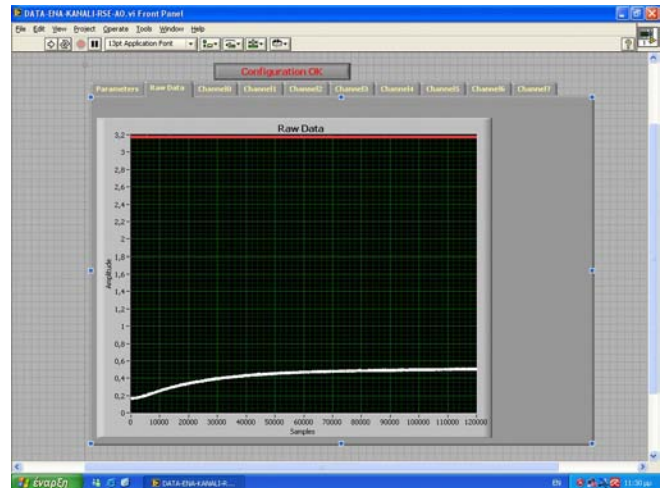 DATA-ENA-KANALI-RSE-AO.vi Front Panel
File Edit View Project Operate Tools Window Help
13pt Application Font
Configuration OK
Parameters Raw Data Channel0 Channel1 Channel2 Channel3 Channel4 Channel5 Channel6 Channel7
Raw Data
3,2
3
2,8
2,6
2,4
2,2
2
1,8
1,6
1,4
1,2
1
0,8
0,6
0,4
0,2
0
Amplitude
0 10000 20000 30000 40000 50000 60000 70000 80000 90000 100000 110000 120000
Samples
έναρξη
DATA-ENA-KANALI-R...
EN
11:30 μμ